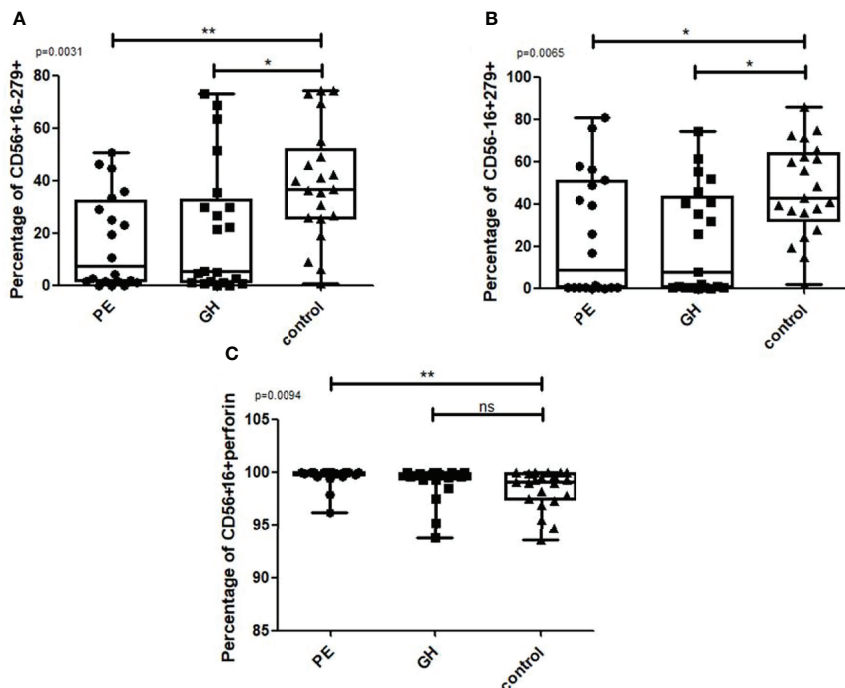 A
**
p=0.0031
*
Percentage of CD56+16-279+
80
60
40
20
0
PE
GH
control
B
*
p=0.0065
*
Percentage of CD56-16+279+
100
80
60
40
20
0
PE
GH
control
C
**
p=0.0094
ns
Percentage of CD56+16+perforin
105
100
95
90
85
PE
GH
control